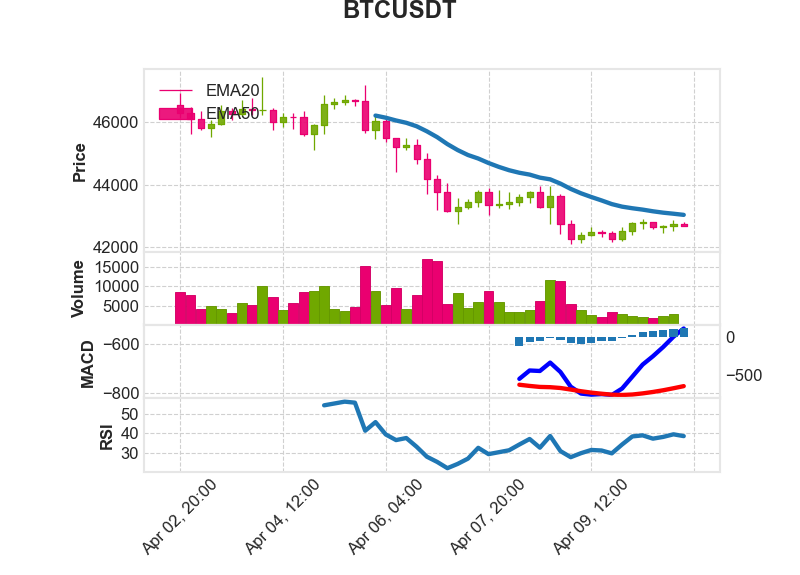 BTCUSDT
EMA20
EMA50
Price
46000
44000
42000
Volume
15000
10000
5000
MACD
−600
−800
0
−500
RSI
50
40
30
Apr 02, 20:00
Apr 04, 12:00
Apr 06, 04:00
Apr 07, 20:00
Apr 09, 12:00